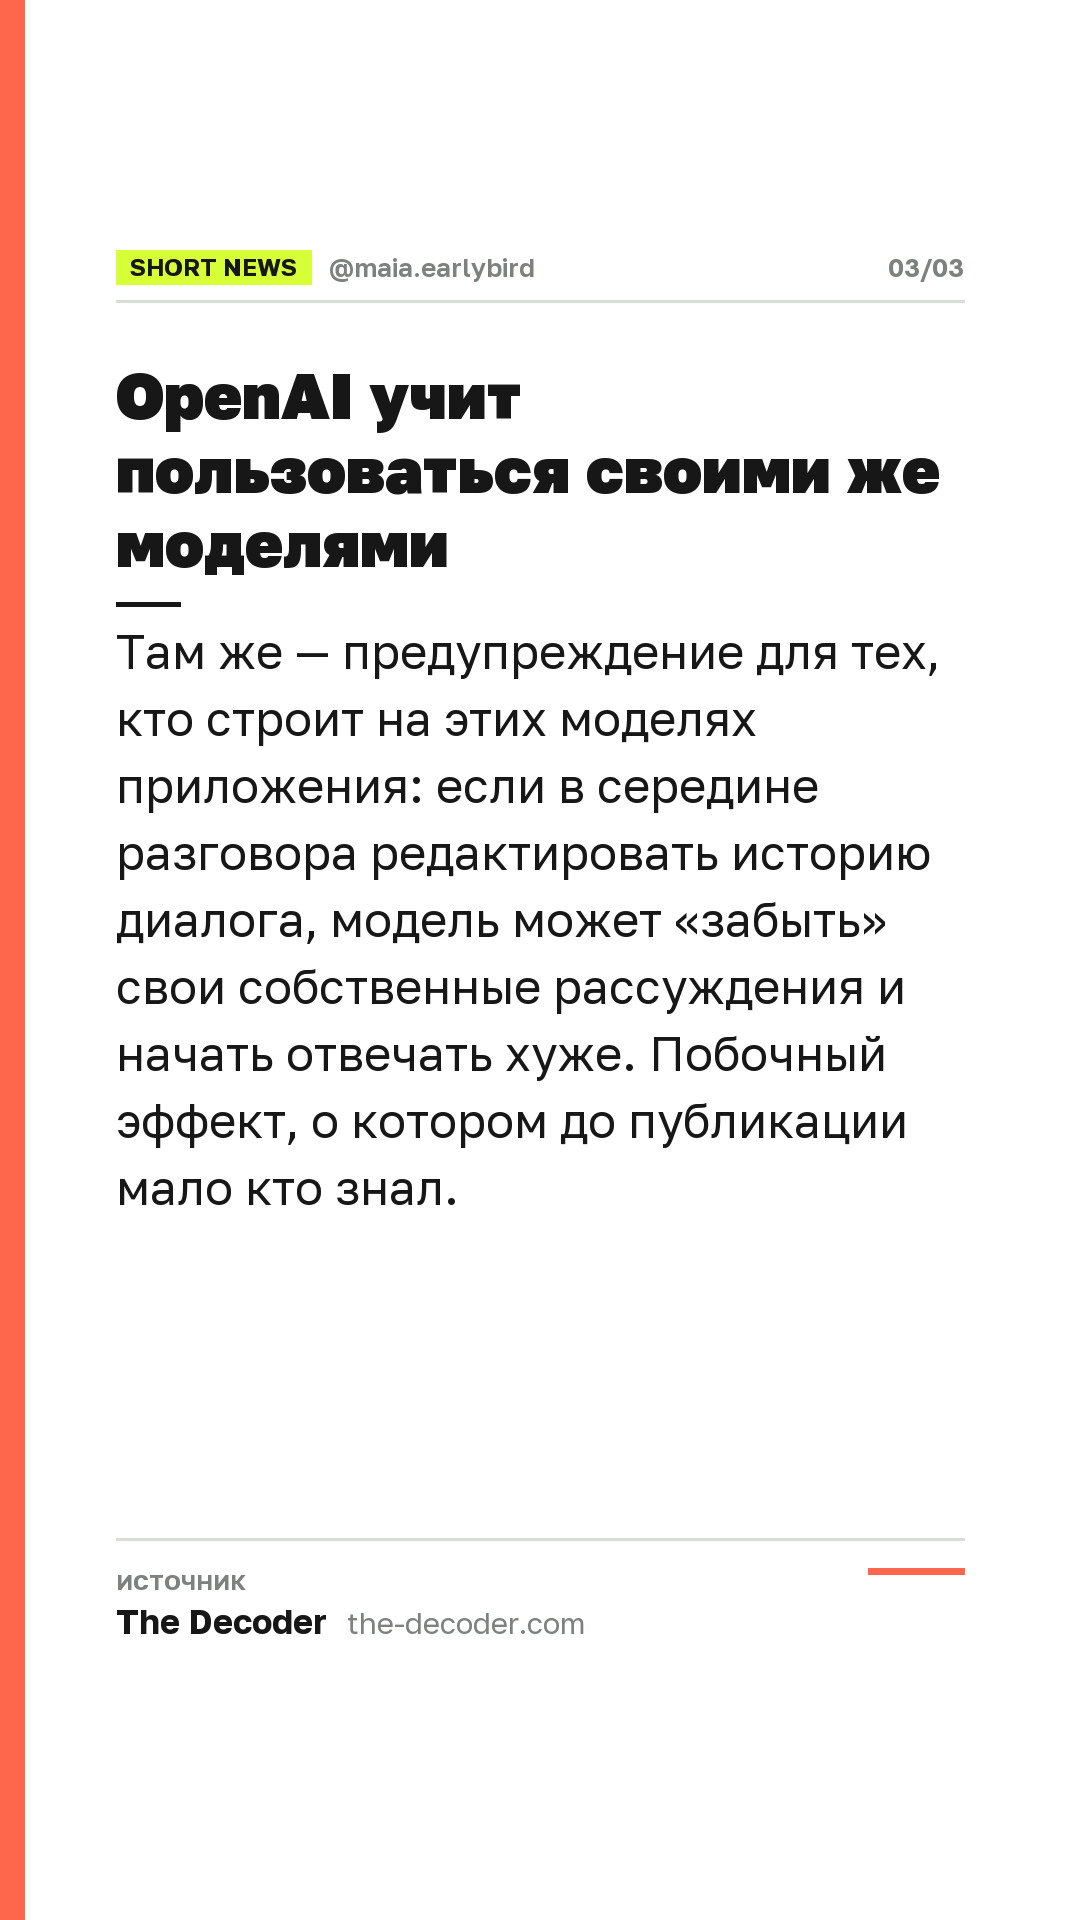 SHORT NEWS @maia.earlybird 03/03
OpenAI учит
пользоваться своими же
моделями
Там же — предупреждение для тех,
кто строит на этих моделях
приложения: если в середине
разговора редактировать историю
диалога, модель может «забыть»
свои собственные рассуждения и
начать отвечать хуже. Побочный
эффект, о котором до публикации
мало кто знал.
источник
The Decoder the-decoder.com